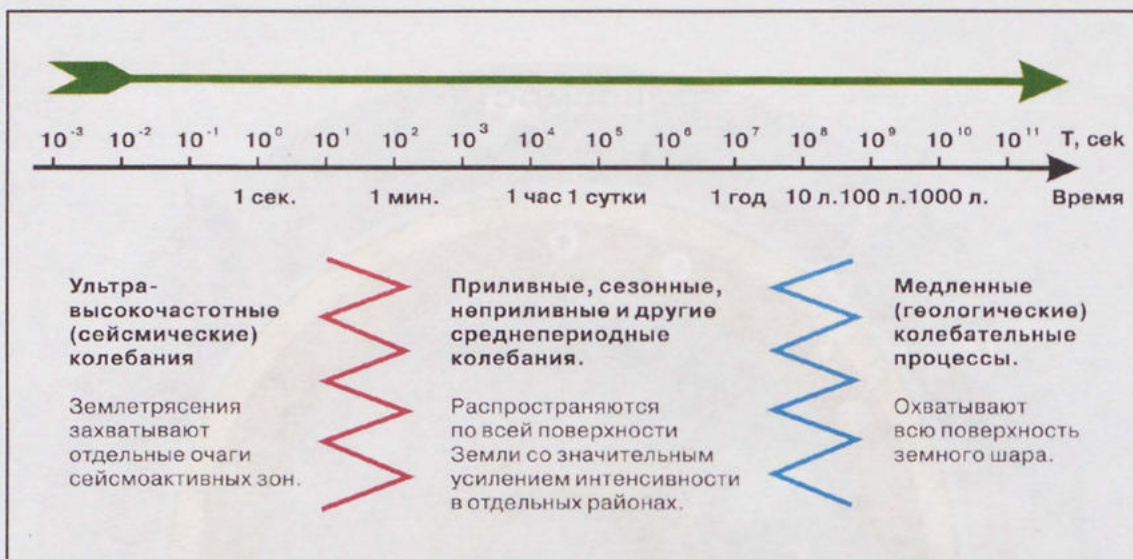 10⁻³ 10⁻² 10⁻¹ 10⁰ 10¹ 10² 10³ 10⁴ 10⁵ 10⁶ 10⁷ 10⁸ 10⁹ 10¹⁰ 10¹¹ T, cek
1 сек. 1 мин. 1 час 1 сутки 1 год 10 л. 100 л. 1000 л. Время
Ультра-
высокочастотные
(сейсмические)
колебания
Землетрясения
захватывают
отдельные очаги
сейсмоактивных зон.
Приливные, сезонные,
неприливные и другие
среднепериодные
колебания.
Распространяются
по всей поверхности
Земли со значительным
усилением интенсивности
в отдельных районах.
Медленные
(геологические)
колебательные
процессы.
Охватывают
всю поверхность
земного шара.